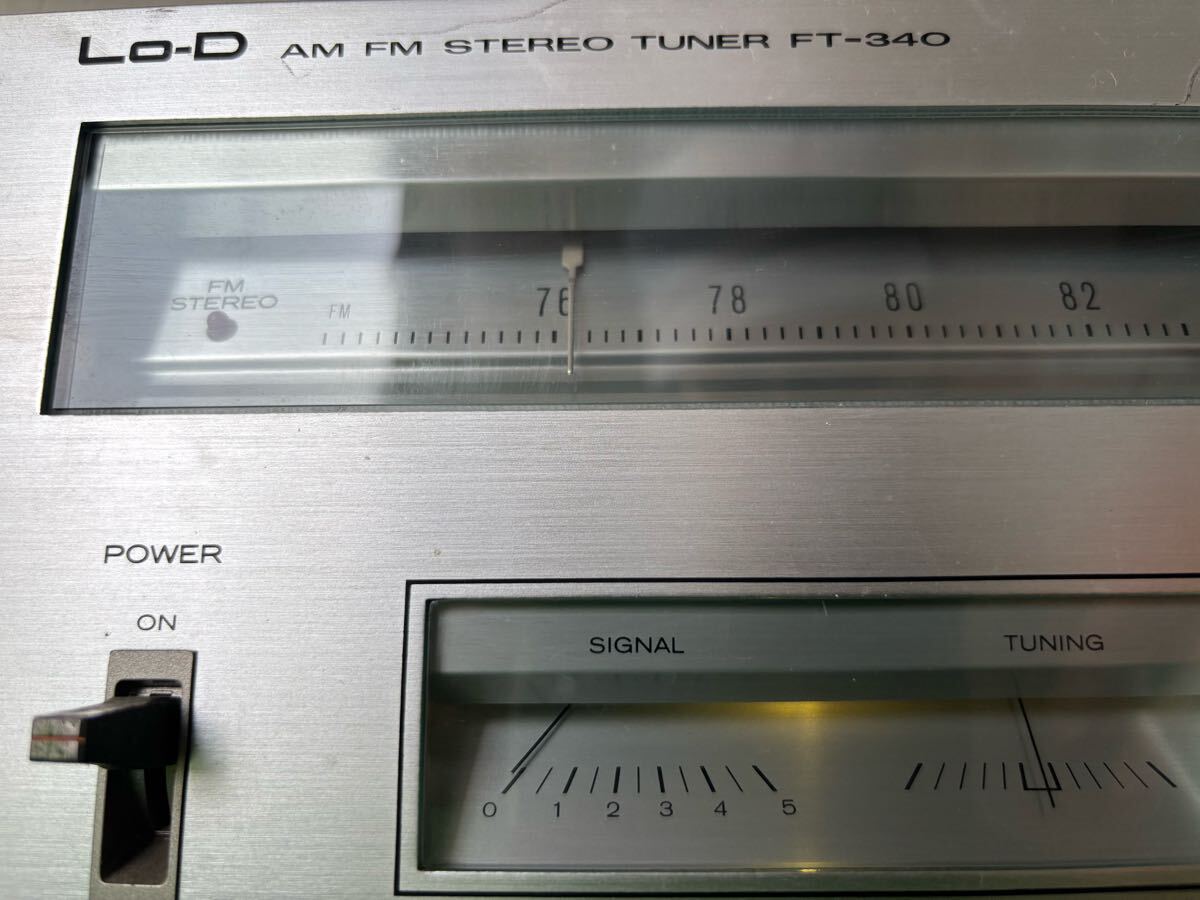 Lo-D AM FM STEREO TUNER FT-340
FM
STEREO
FM 76 78 80 82
POWER
ON
SIGNAL TUNING
0 1 2 3 4 5